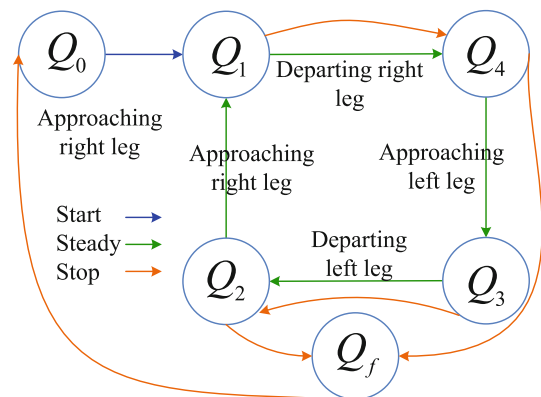 Q0
Q1
Q4
Departing right
leg
Approaching
right leg
Approaching
right leg
Approaching
left leg
Start
Steady
Stop
Departing
left leg
Q2
Q3
Qf